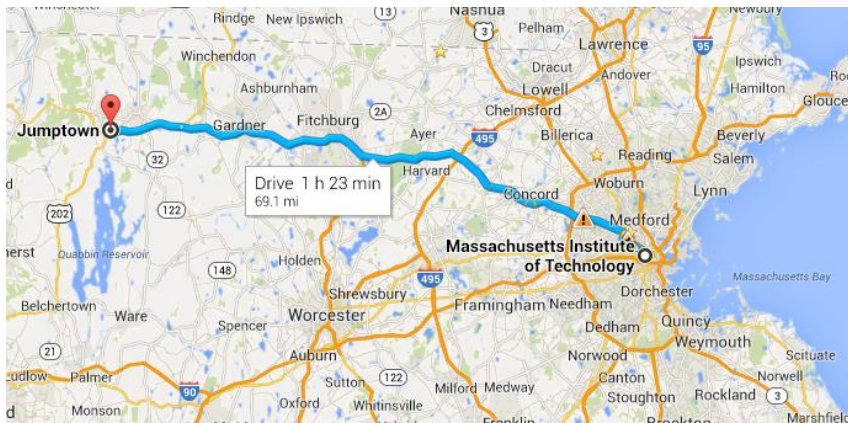 Winchester
Rindge
New Ipswich
13
Nashua
Pelham
Newbury
3
Lawrence
95
Ipswich
Winchendon
Dracut
Andover
Hamilton
Ashburnham
Lowell
Chelmsford
Jumptown
Gardner
Fitchburg
2A
Ayer
495
Billerica
Beverly
Reading
Salem
32
Harvard
Woburn
Lynn
Drive 1 h 23 min
69.1 mi
Concord
Medford
202
122
Massachusetts Institute
of Technology
Quabbin Reservoir
Holden
148
495
Massachusetts Bay
Dorchester
Belchertown
Ware
Shrewsbury
Framingham
Needham
Spencer
Worcester
Quincy
Dedham
Weymouth
21
Auburn
Norwood
Scituate
Palmer
90
Sutton
122
Milford
Medway
Canton
Norwell
Monson
Oxford
Whitinsville
Stoughton
Rockland
3
Franklin
Brockton
Marshfield